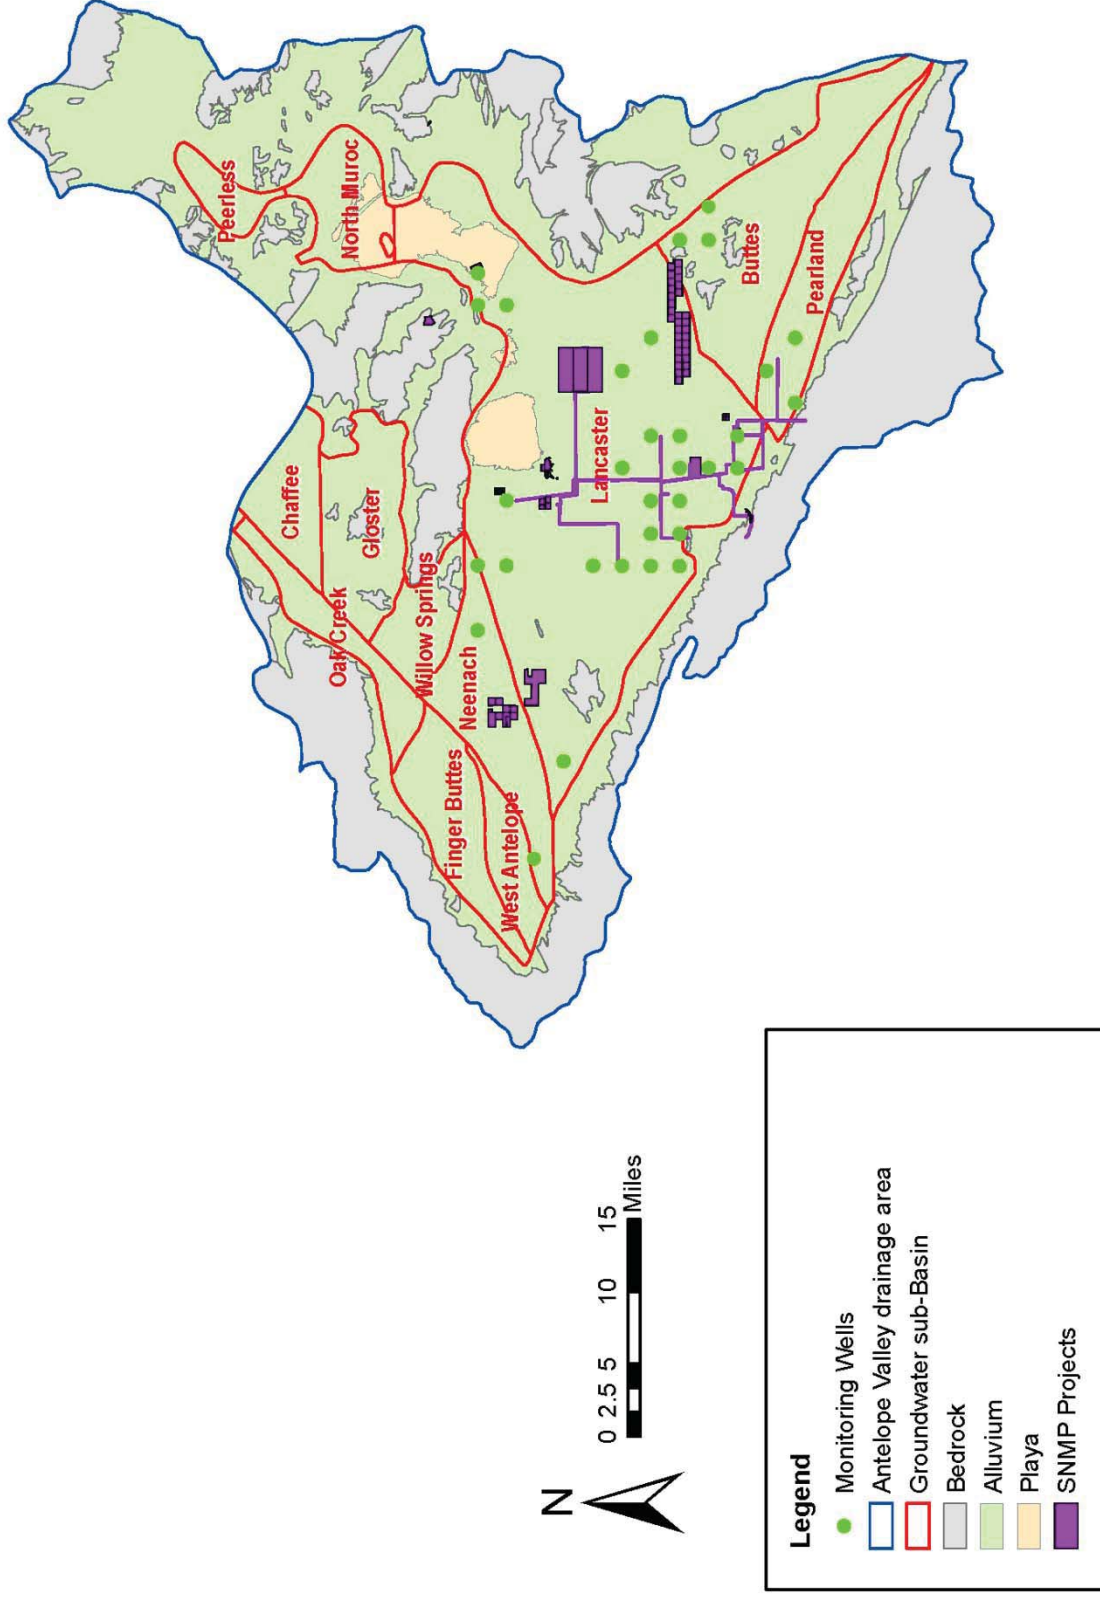 Peerless
North Muroc
Chaffee
Gloster
Oak Creek
Willow Springs
Neenach
Finger Buttes
West Antelope
Lancaster
Buttes
Pearland
N
0 2.5 5 10 15
Miles
Legend
Monitoring Wells
Antelope Valley drainage area
Groundwater sub-Basin
Bedrock
Alluvium
Playa
SNMP Projects